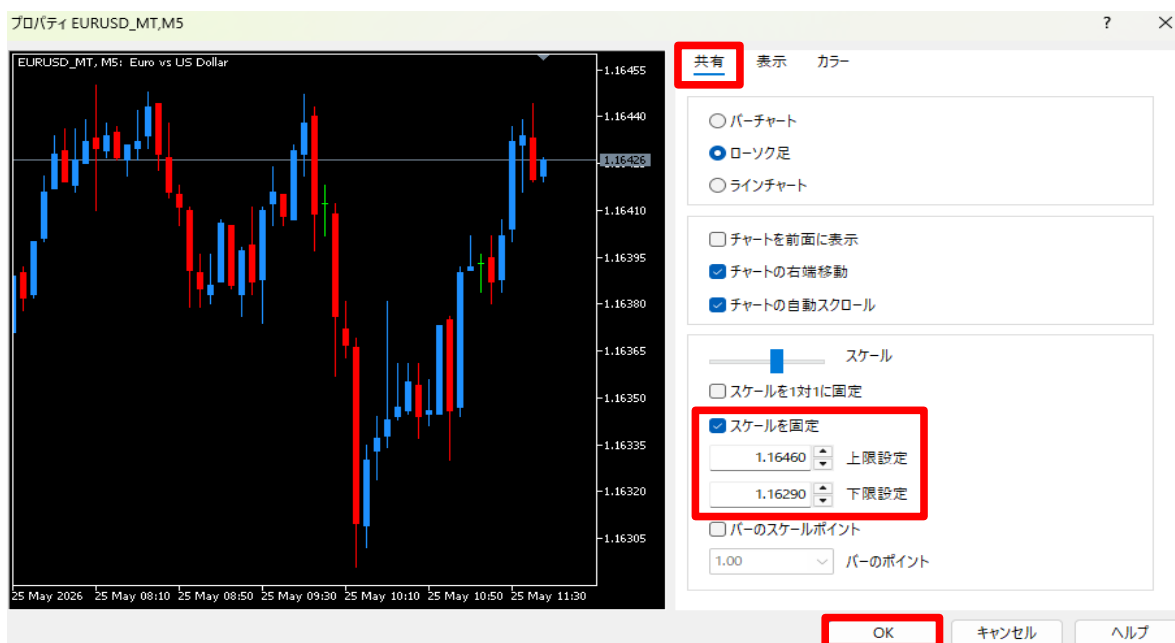 プロパティ EURUSD_MT,M5
?
EURUSD_MT, M5: Euro vs US Dollar
1.16455
1.16440
1.16426
1.16410
1.16395
1.16380
1.16365
1.16350
1.16335
1.16320
1.16305
25 May 2026 25 May 08:10 25 May 08:50 25 May 09:30 25 May 10:10 25 May 10:50 25 May 11:30
共有 表示 カラー
バーチャート
ローソク足
ラインチャート
チャートを前面に表示
チャートの右端移動
チャートの自動スクロール
スケール
スケールを1対1に固定
スケールを固定
1.16460 上限設定
1.16290 下限設定
バーのスケールポイント
1.00 バーのポイント
OK キャンセル ヘルプ